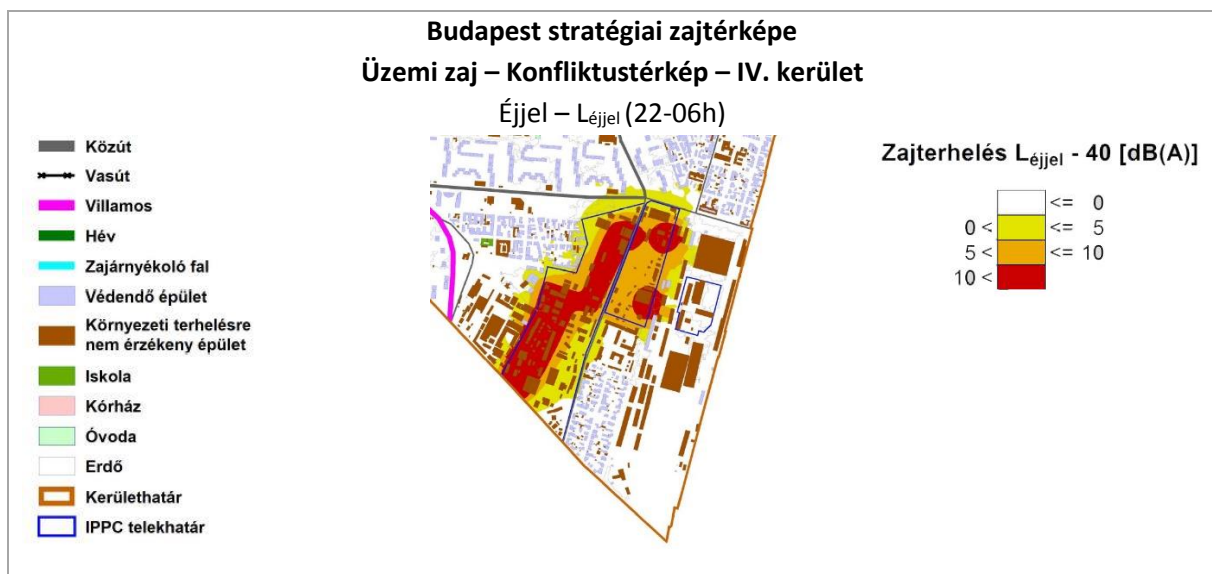 Budapest stratégiai zajtérképe
Üzemi zaj – Konfliktustérkép – IV. kerület
Éjjel – Léjjel (22-06h)
Közút
Vasút
Villamos
Hév
Zajárnyékoló fal
Védendő épület
Környezeti terhelésre
nem érzékeny épület
Iskola
Kórház
Óvoda
Erdő
Kerülethatár
IPPC telekhatár
Zajterhelés Léjjel - 40 [dB(A)]
<= 0
0 < <= 5
5 < <= 10
10 <